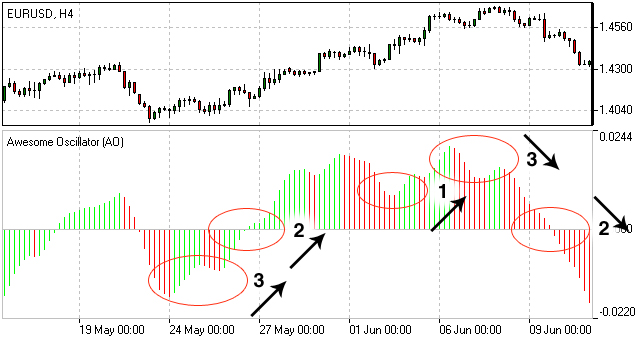 EURUSD, H4
1.4560
1.4300
1.4040
Awesome Oscillator (AO)
0.0244
3
1
2
2
3
-0.0220
19 May 00:00
24 May 00:00
27 May 00:00
01 Jun 00:00
06 Jun 00:00
09 Jun 00:00